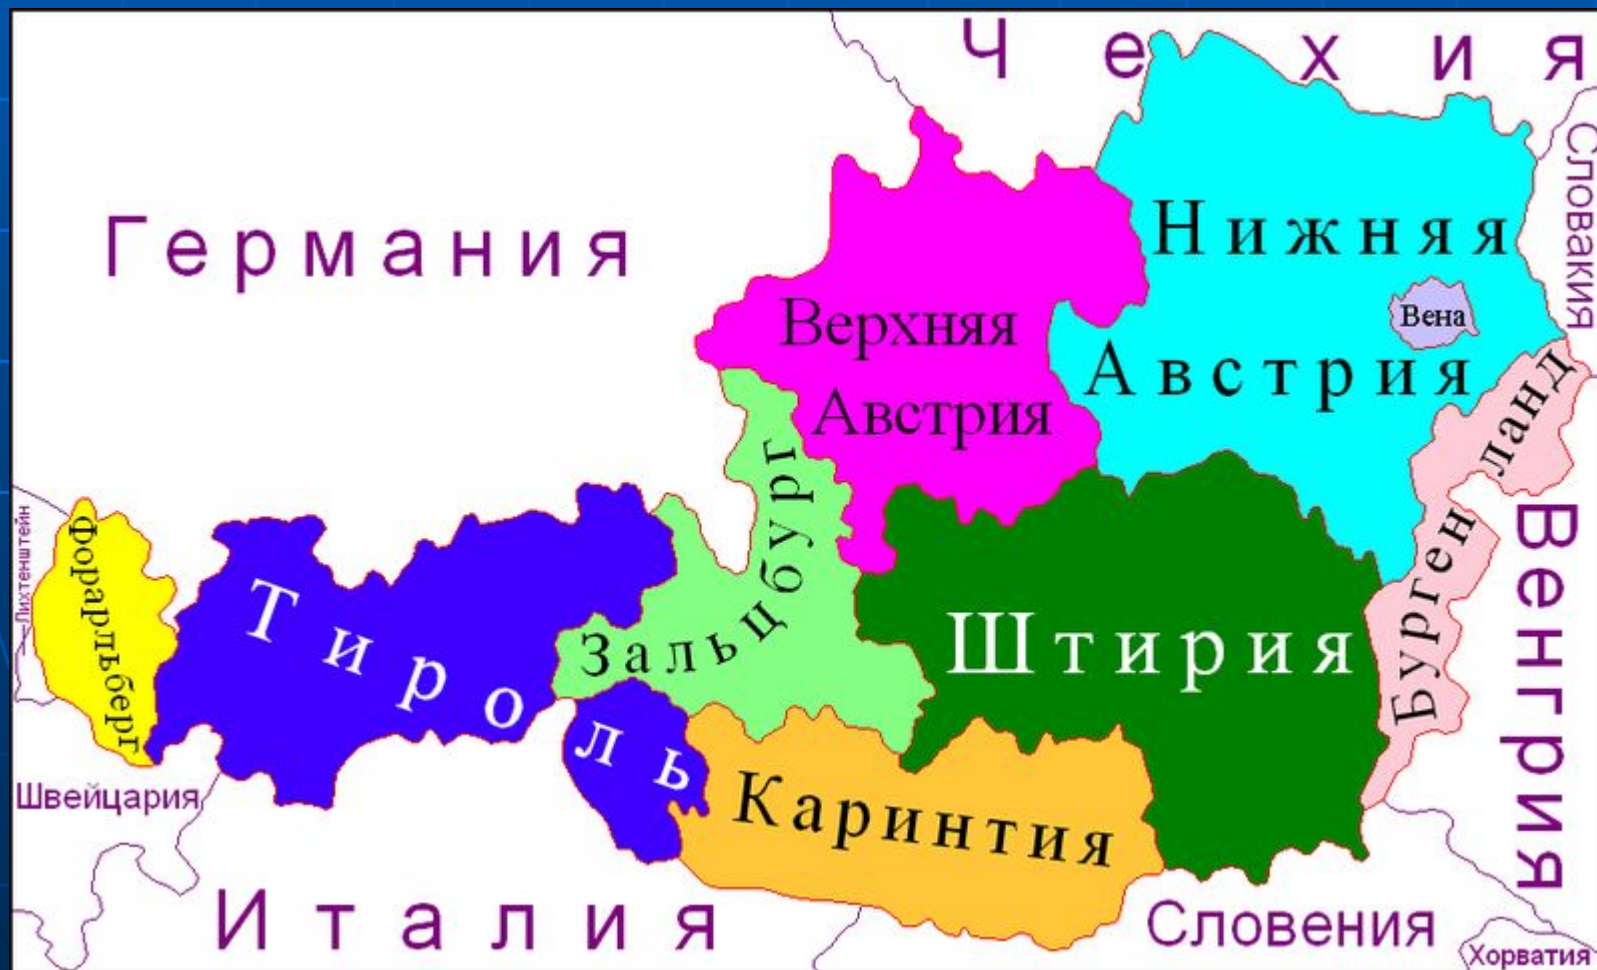 Чехия
Словакия
Германия
Нижняя
Австрия
Вена
Верхняя
Австрия
Бургенланд
Венгрия
Лихтенштейн
Форарльберг
Тироль
Зальцбург
Штирия
Швейцария
Каринтия
Италия
Словения
Хорватия